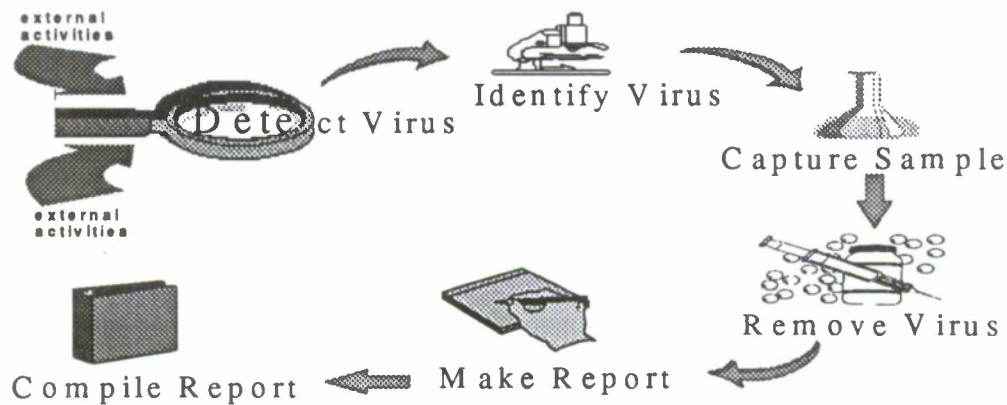 external
activities
Detect Virus
external
activities
Identify Virus
Capture Sample
Remove Virus
Make Report
Compile Report